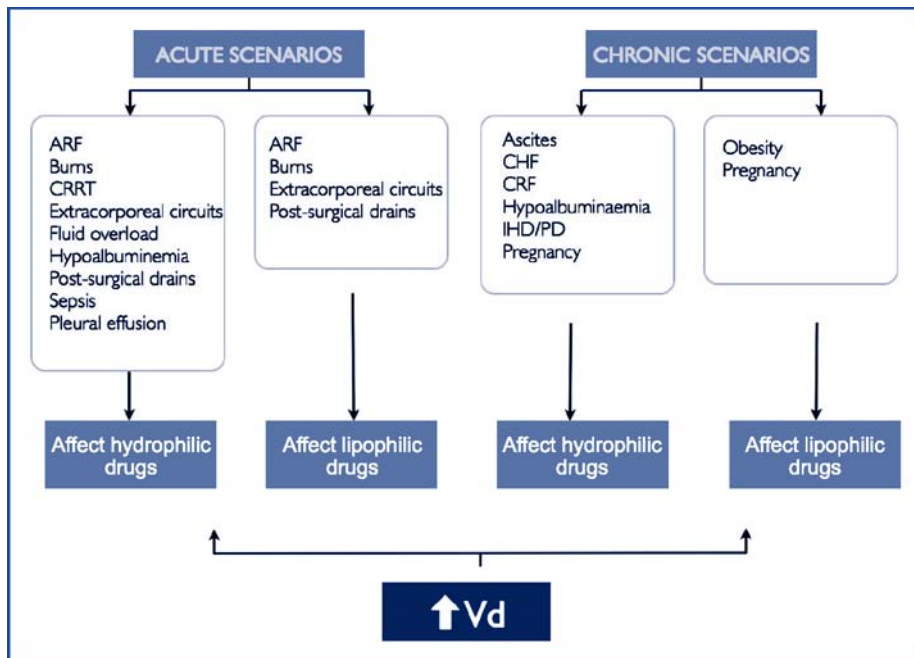 ACUTE SCENARIOS
CHRONIC SCENARIOS
ARF
Burns
CRRT
Extracorporeal circuits
Fluid overload
Hypoalbuminemia
Post-surgical drains
Sepsis
Pleural effusion
ARF
Burns
Extracorporeal circuits
Post-surgical drains
Ascites
CHF
CRF
Hypoalbuminaemia
IHD/PD
Pregnancy
Obesity
Pregnancy
Affect hydrophilic
drugs
Affect lipophilic
drugs
Affect hydrophilic
drugs
Affect lipophilic
drugs
Vd